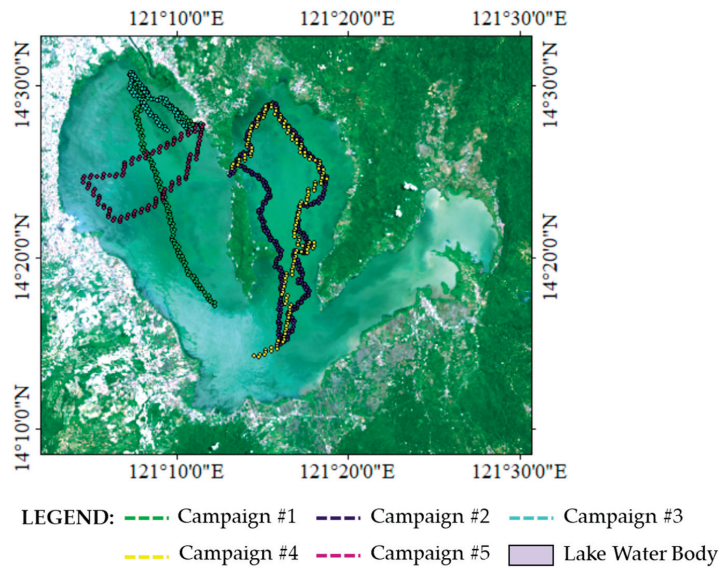 121°10'0"E 121°20'0"E 121°30'0"E
14°30'0"N 14°30'0"N
14°20'0"N 14°20'0"N
14°10'0"N 14°10'0"N
121°10'0"E 121°20'0"E 121°30'0"E
LEGEND: Campaign #1 Campaign #2 Campaign #3
Campaign #4 Campaign #5 Lake Water Body